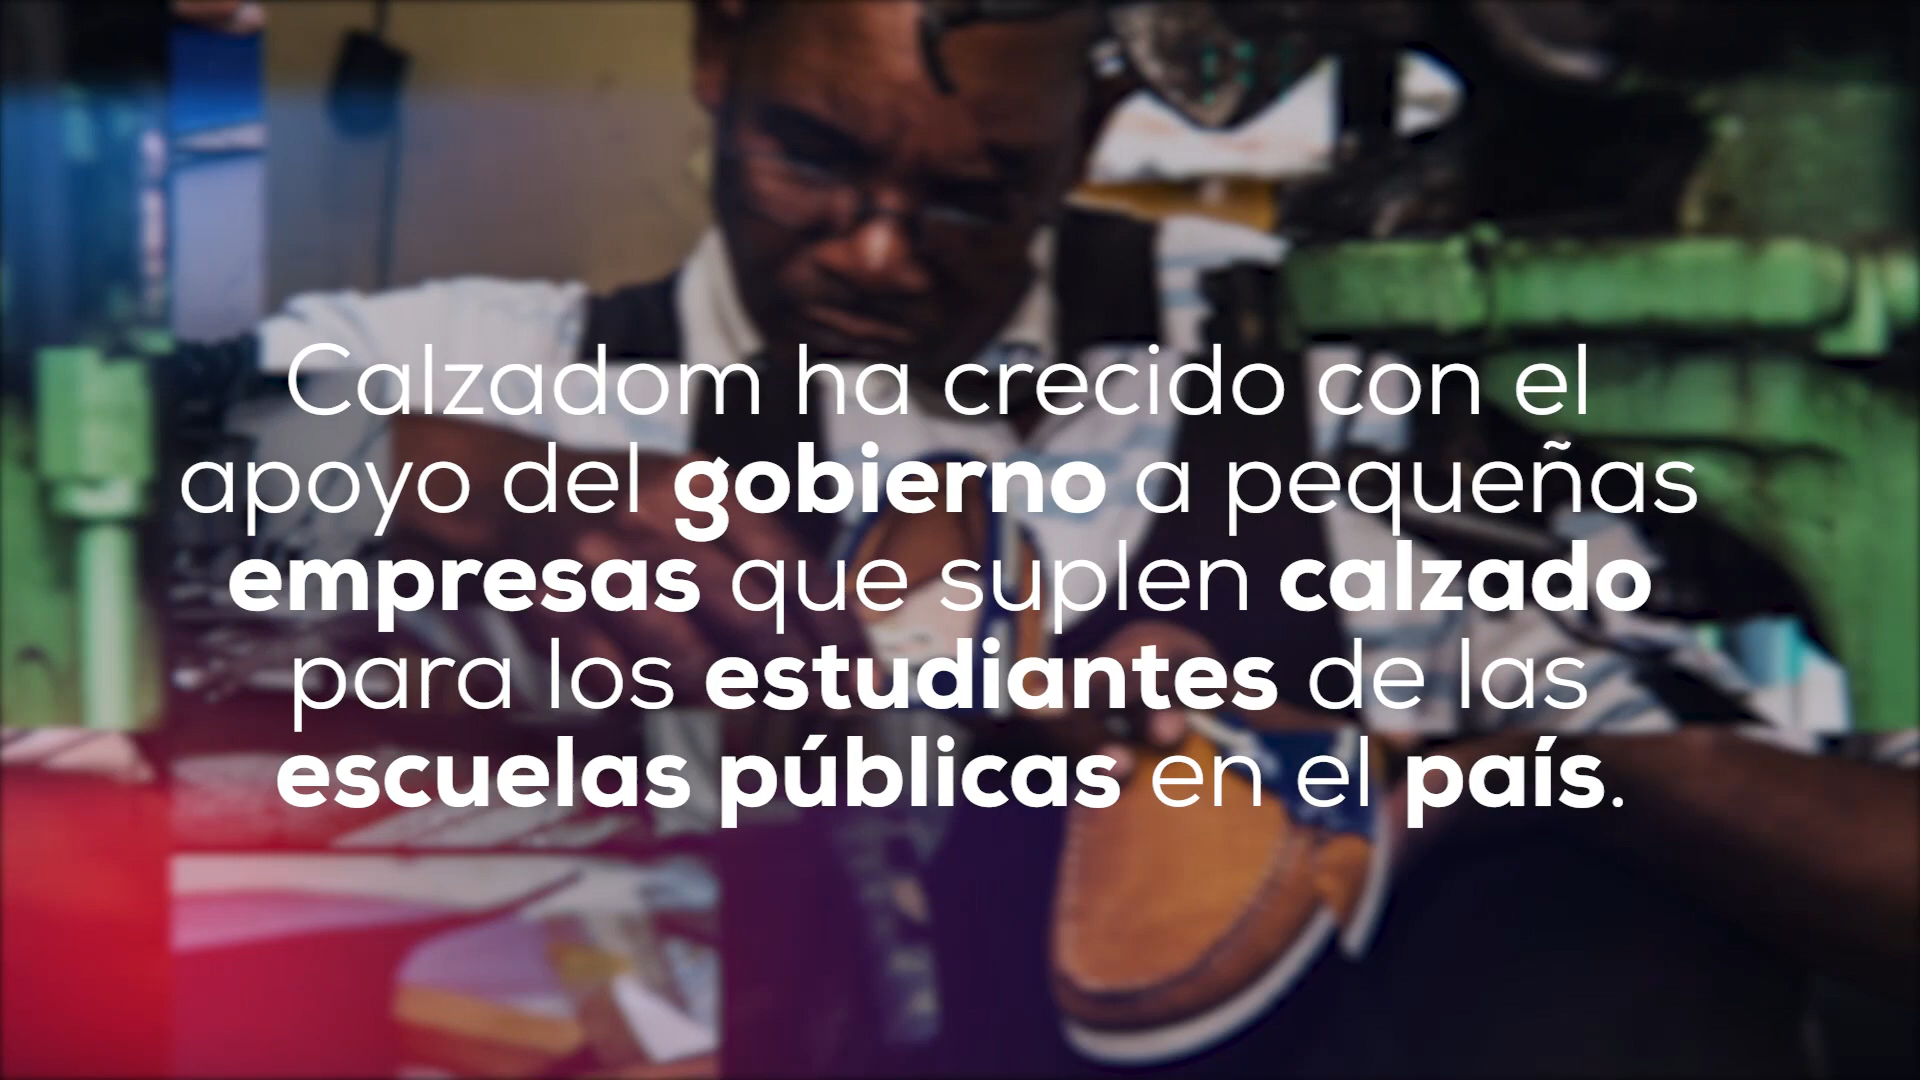 Calzadom ha crecido con el
apoyo del gobierno a pequeñas
empresas que suplen calzado
para los estudiantes de las
escuelas públicas en el país.